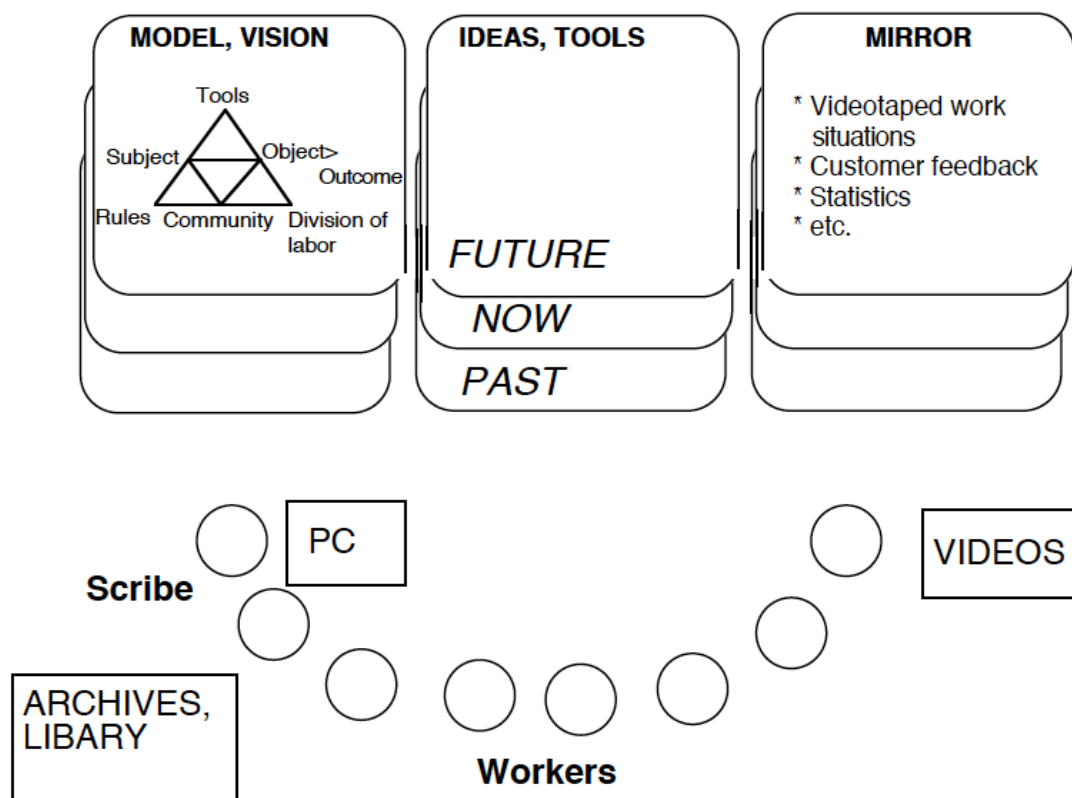 MODEL, VISION
Tools
Subject
Object>
Outcome
Rules
Community
Division of
labor
IDEAS, TOOLS
FUTURE
NOW
PAST
MIRROR
* Videotaped work
situations
* Customer feedback
* Statistics
* etc.
PC
VIDEOS
Scribe
ARCHIVES,
LIBARY
Workers